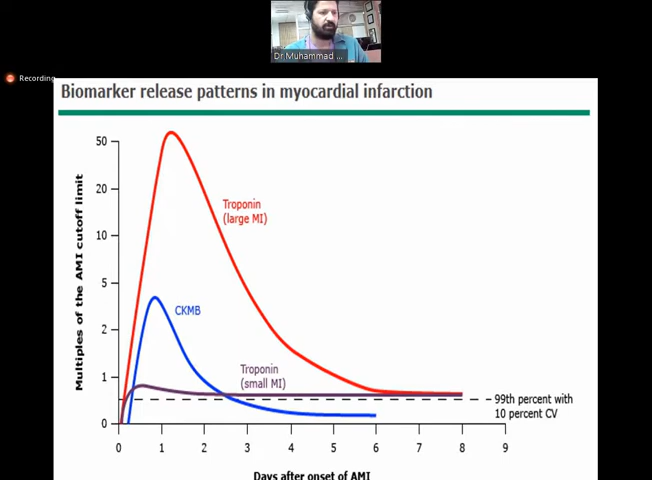 Dr.Muhammad ...
Recording
Biomarker release patterns in myocardial infarction
Multiples of the AMI cutoff limit
50
20
10
5
2
1
0
Troponin
(large MI)
CKMB
Troponin
(small MI)
99th percent with
10 percent CV
0 1 2 3 4 5 6 7 8 9
Days after onset of AMI